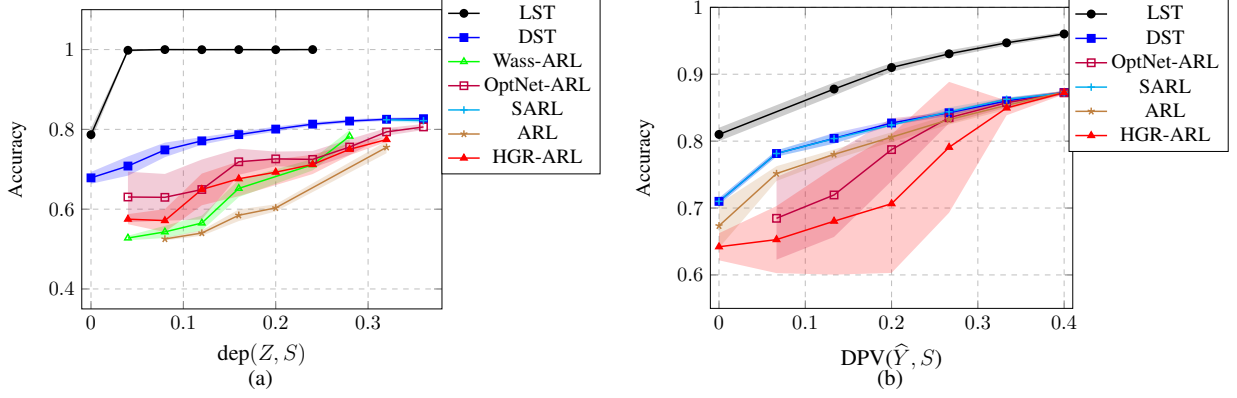 LST
DST
Wass-ARL
OptNet-ARL
SARL
ARL
HGR-ARL
1
0.8
0.6
0.4
Accuracy
0 0.1 0.2 0.3
dep(Z, S)
(a)
LST
DST
OptNet-ARL
SARL
ARL
HGR-ARL
1
0.9
0.8
0.7
0.6
Accuracy
0 0.1 0.2 0.3 0.4
DPV(Ŷ, S)
(b)